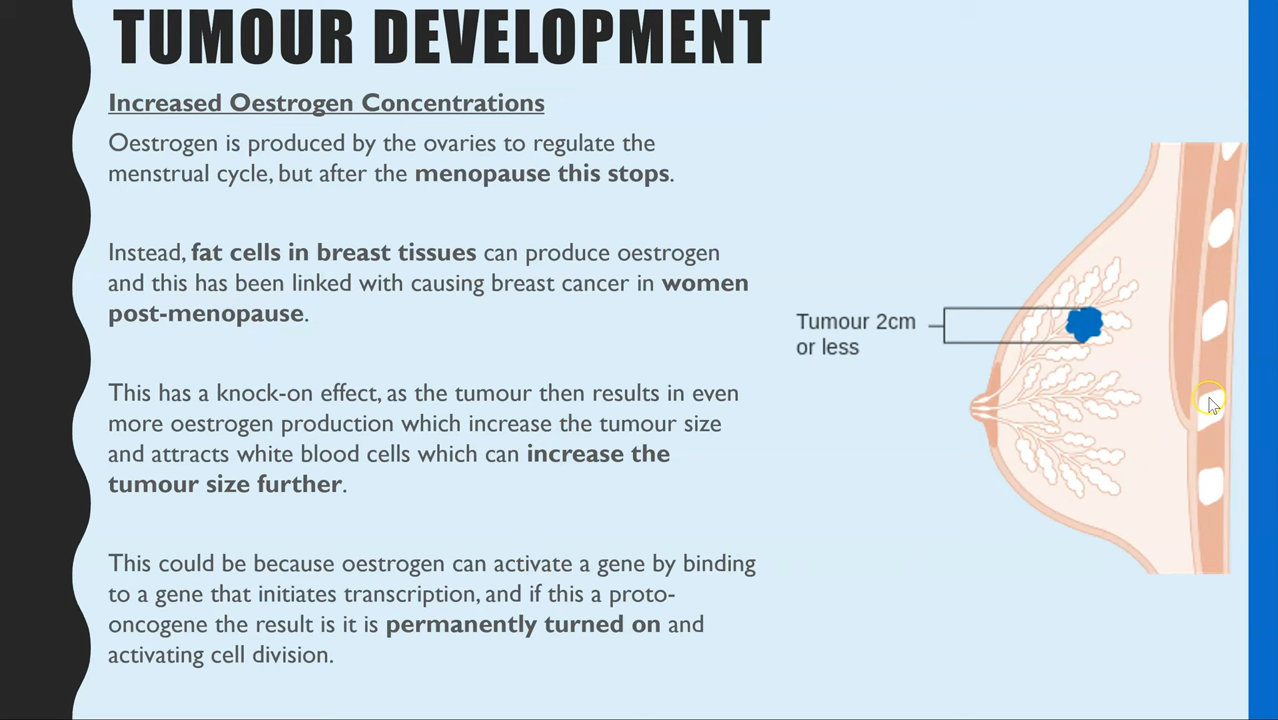 TUMOUR DEVELOPMENT
Increased Oestrogen Concentrations
Oestrogen is produced by the ovaries to regulate the
menstrual cycle, but after the menopause this stops.
Instead, fat cells in breast tissues can produce oestrogen
and this has been linked with causing breast cancer in women
post-menopause.
This has a knock-on effect, as the tumour then results in even
more oestrogen production which increase the tumour size
and attracts white blood cells which can increase the
tumour size further.
This could be because oestrogen can activate a gene by binding
to a gene that initiates transcription, and if this a proto-
oncogene the result is it is permanently turned on and
activating cell division.
Tumour 2cm
or less